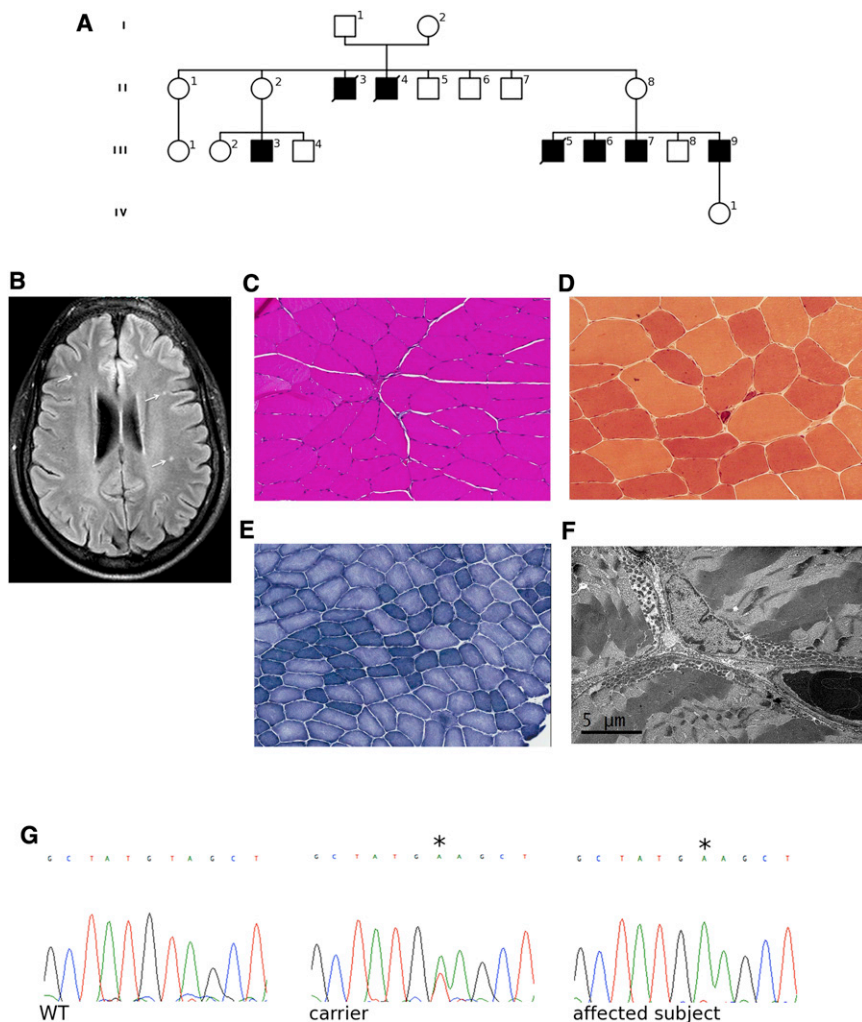 A
I
1
2
II
1
2
3
4
5
6
7
8
III
1
2
3
4
5
6
7
8
9
IV
1
B
C
D
E
F
5 µm
G
*
*
G C T A T G T A G C T
G C T A T G A A G C T
G C T A T G A A G C T
WT
carrier
affected subject